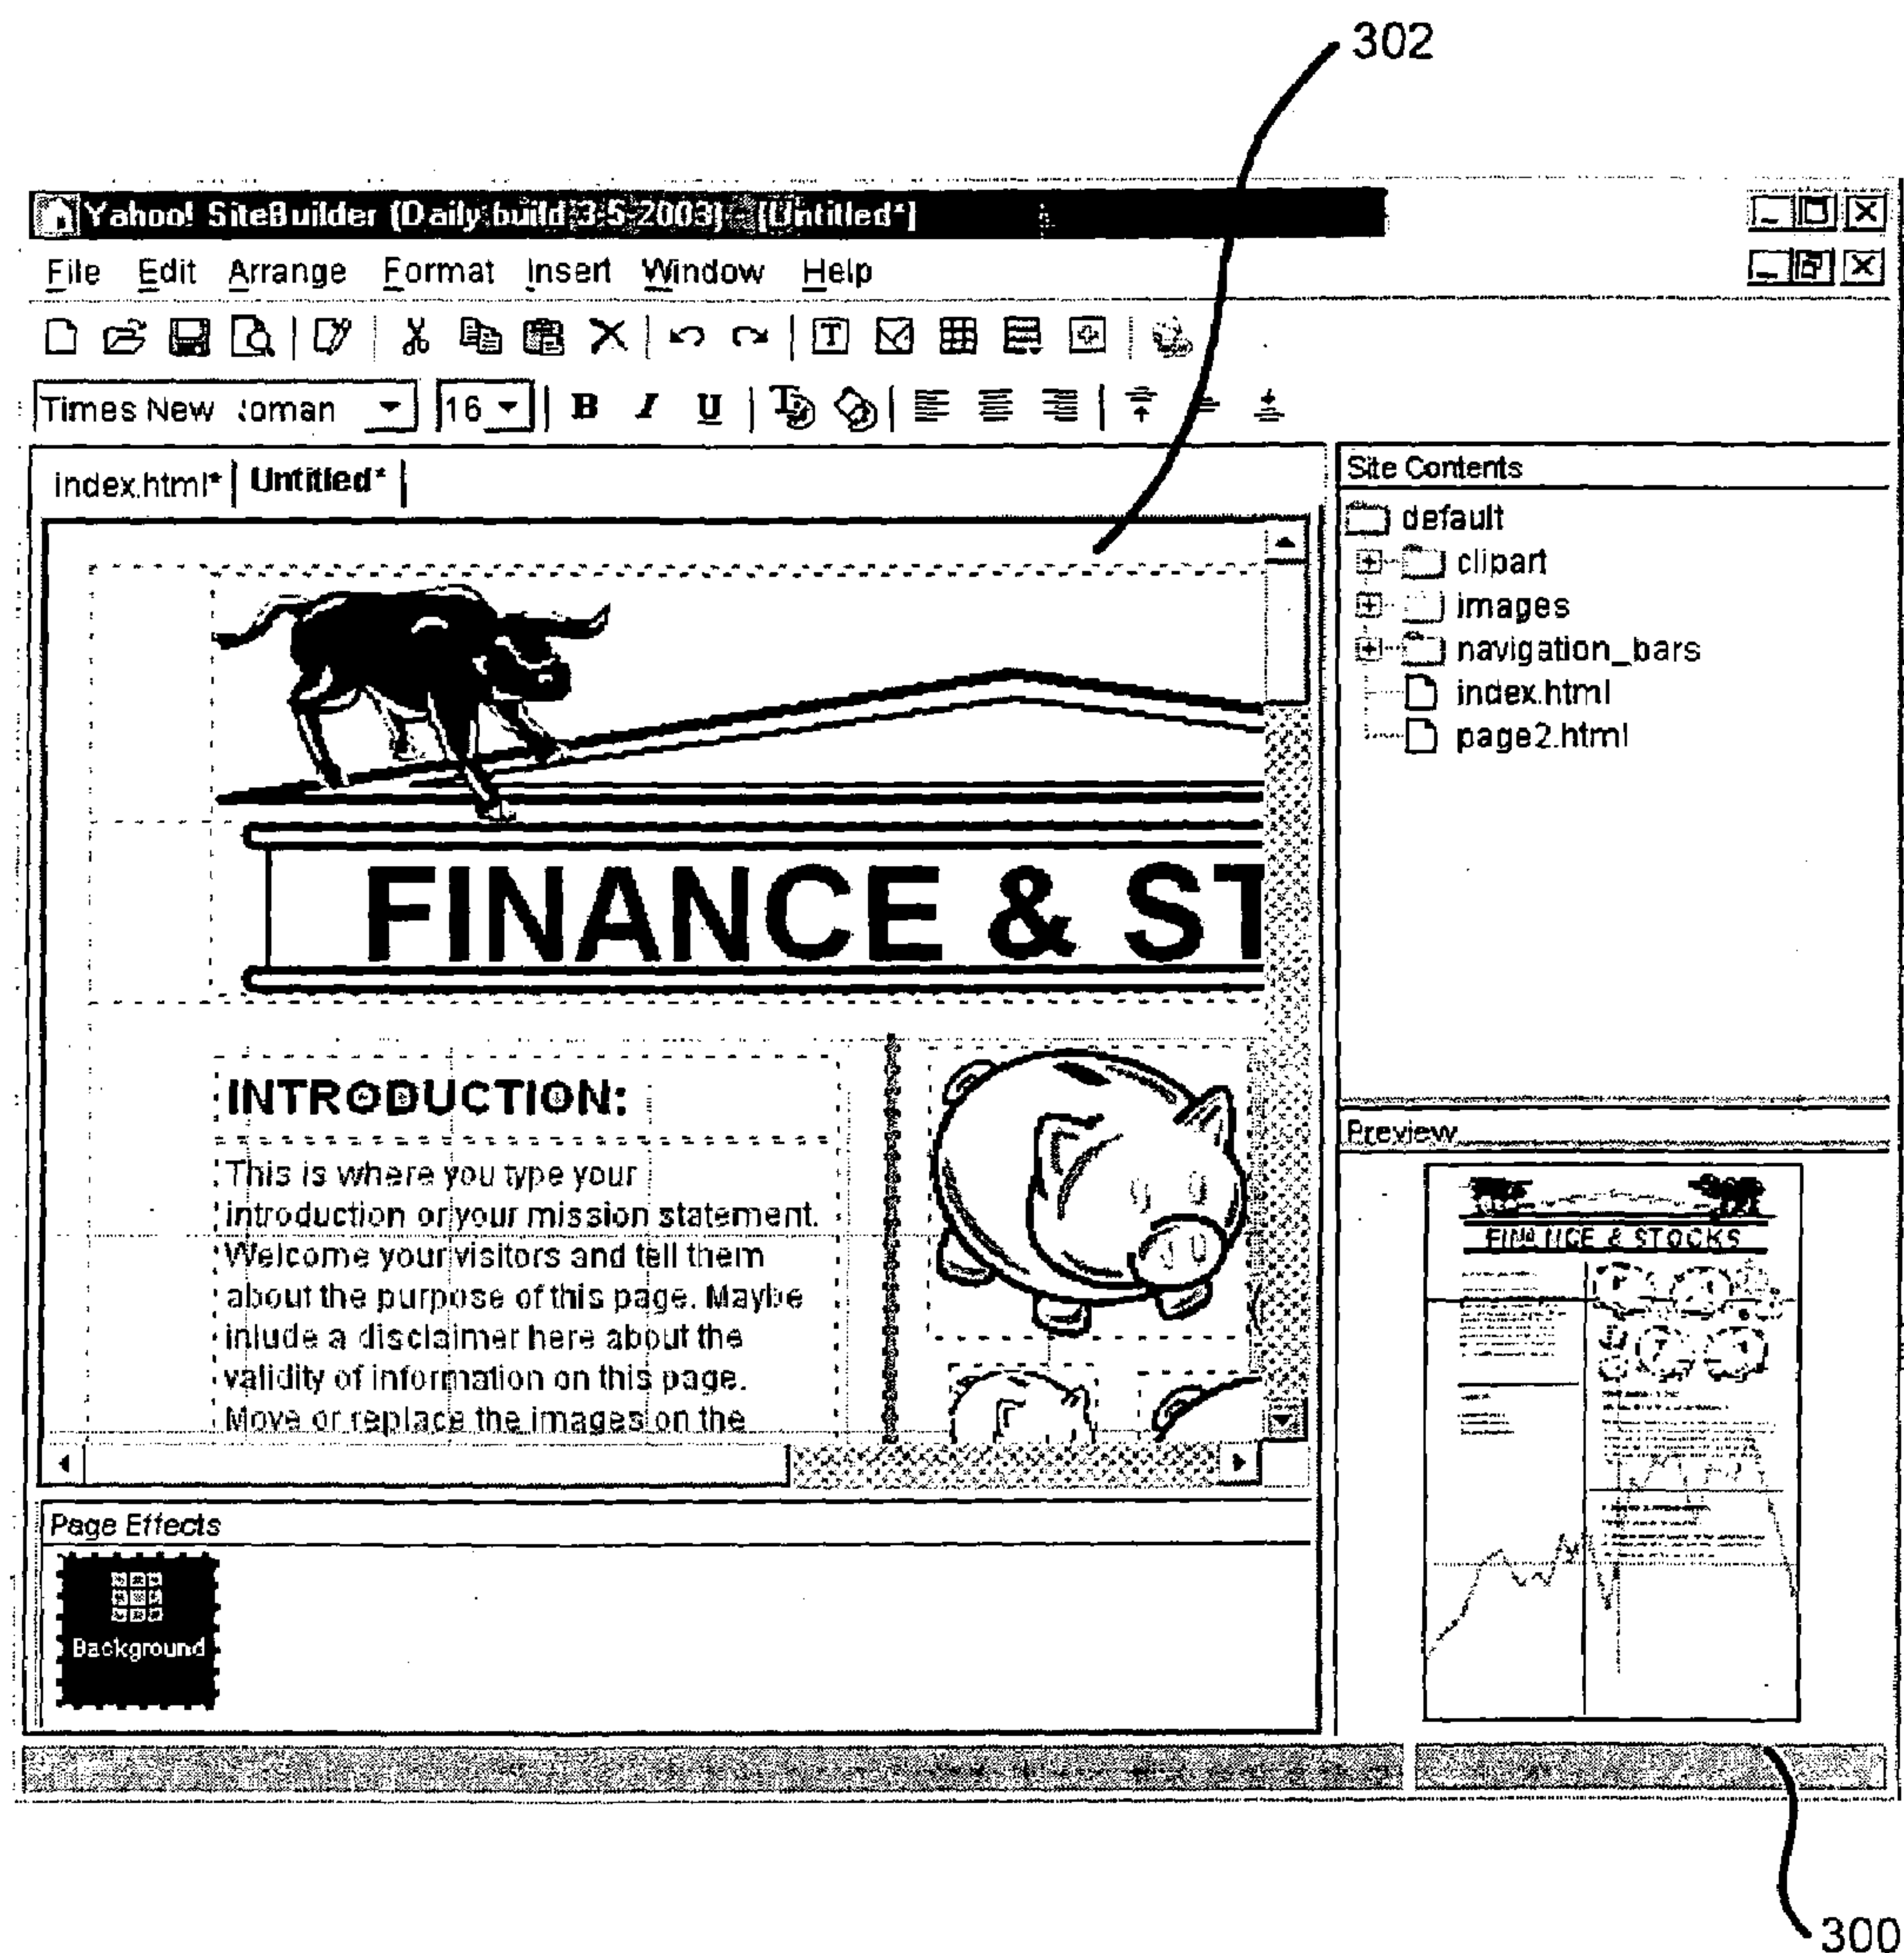 302
Yahoo! SiteBuilder (Daily build 3-5-2003) - [Untitled*]
File Edit Arrange Format Insert Window Help
Times New :oman 16 B I U
index.html* Untitled*
Site Contents
default
clipart
images
navigation_bars
index.html
page2.html
FINANCE & ST
INTRODUCTION:
This is where you type your
introduction or your mission statement.
Welcome your visitors and tell them
about the purpose of this page. Maybe
inlude a disclaimer here about the
validity of information on this page.
Move or replace the images on the
Preview
FINANCE & STOCKS
Page Effects
Background
300